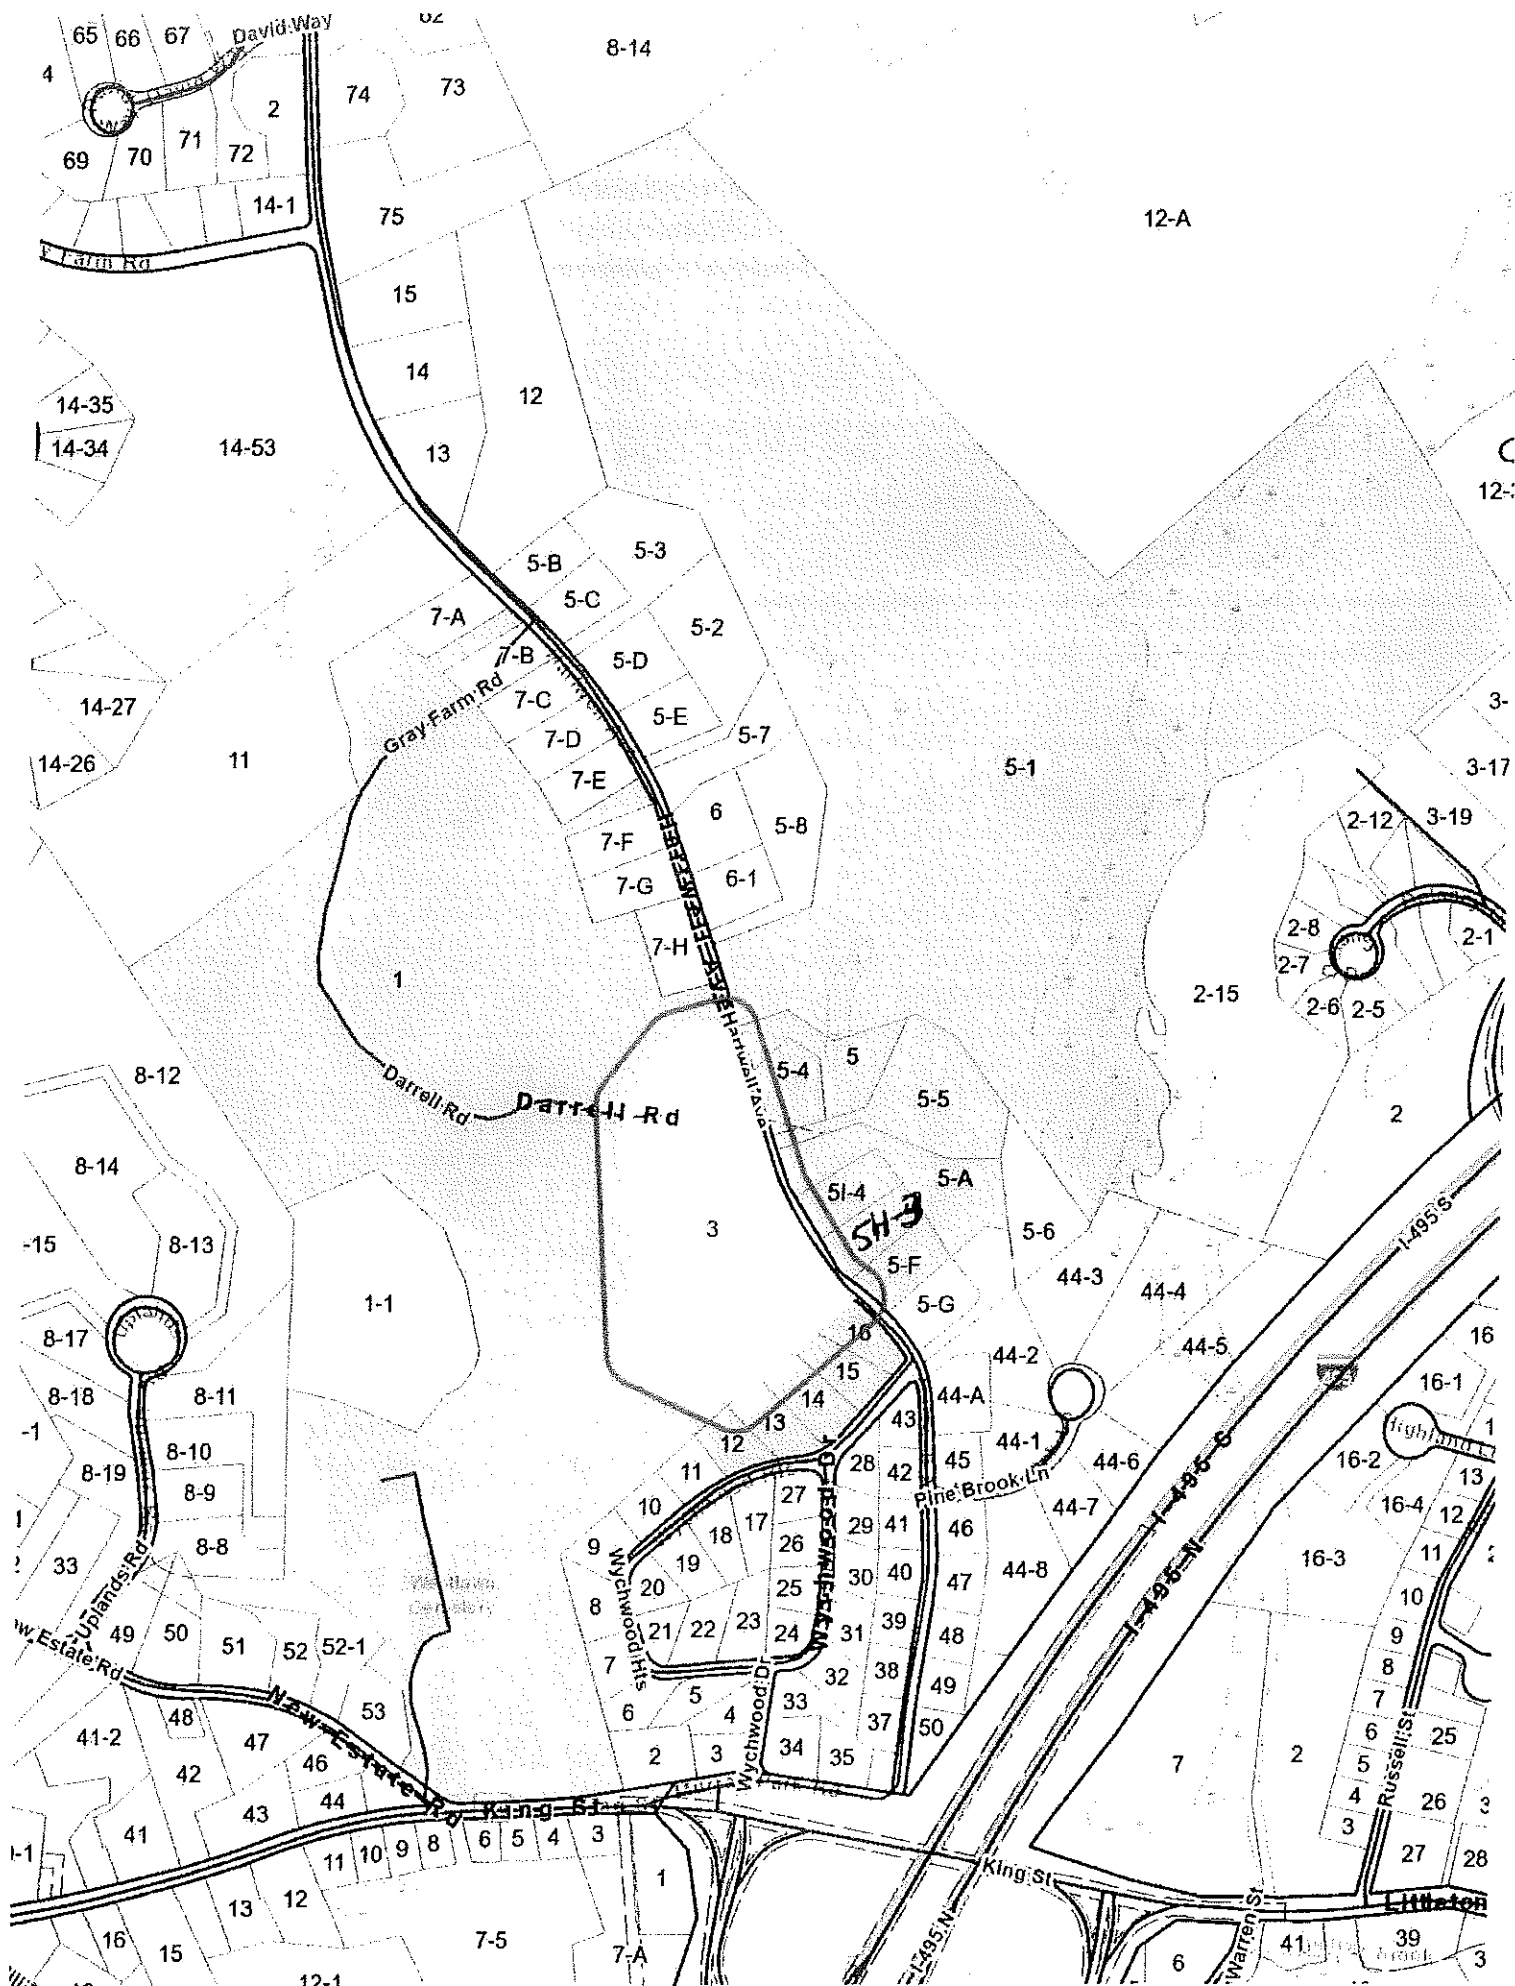 65 66 67 David Way 62 8-14
4 2 74 73
69 70 71 72
14-1 75 12-A
Farm Rd
15
14 12
14-35
14-34 14-53 13
5-B 5-3
5-C
7-A 5-2
7-B 5-D
14-27 Gray Farm Rd 7-C 5-E 3-
14-26 11 7-D 5-7 5-1 3-17
7-E 6 5-8 2-12 3-19
7-F
7-G 6-1
7-H 2-8 2-1
2-7
1 2-15 2-6 2-5
Hartwell Ave
5-4 5
8-12 Darrell Rd Darrell Rd 5-5 2
8-14 5-A
5I-4
5H-3
-15 8-13 3 5-6 I-495 S
5-F 44-3
1-1 5-G 44-4
8-17 Upland 16 44-5 16
15 44-2
8-18 8-11 14 44-A 16-1
-1 13 43 44-1 Highland
8-10 12 28 45 44-6 I-495 S 16-2 13
8-19 11 42 Pine Brook Ln
8-9 10 27 44-7 16-4 12
17 29 41 46
8-8 9 18 26 I-495 N 16-3 11
33 19 30 40 47 44-8
Uplands Rd Wychwood Hts 20 25 10
8 39
49 50 51 52 52-1 21 22 23 24 31 48 9
w Estate Rd 7 32 38 49 8
53 5 Wychwood Dr 33 7
48 New Estate Rd 6 4 37 50
41-2 47 34 6 25
42 46 2 3 35 7 2 5 Russell St
44 4 26 3
43 King St 3
41 11 10 9 8 6 5 4 3 27 28
1 King St
13 12 Warren St Littleton
16 15 7-5 7-A I-495 N 6 41 39 3
12-1